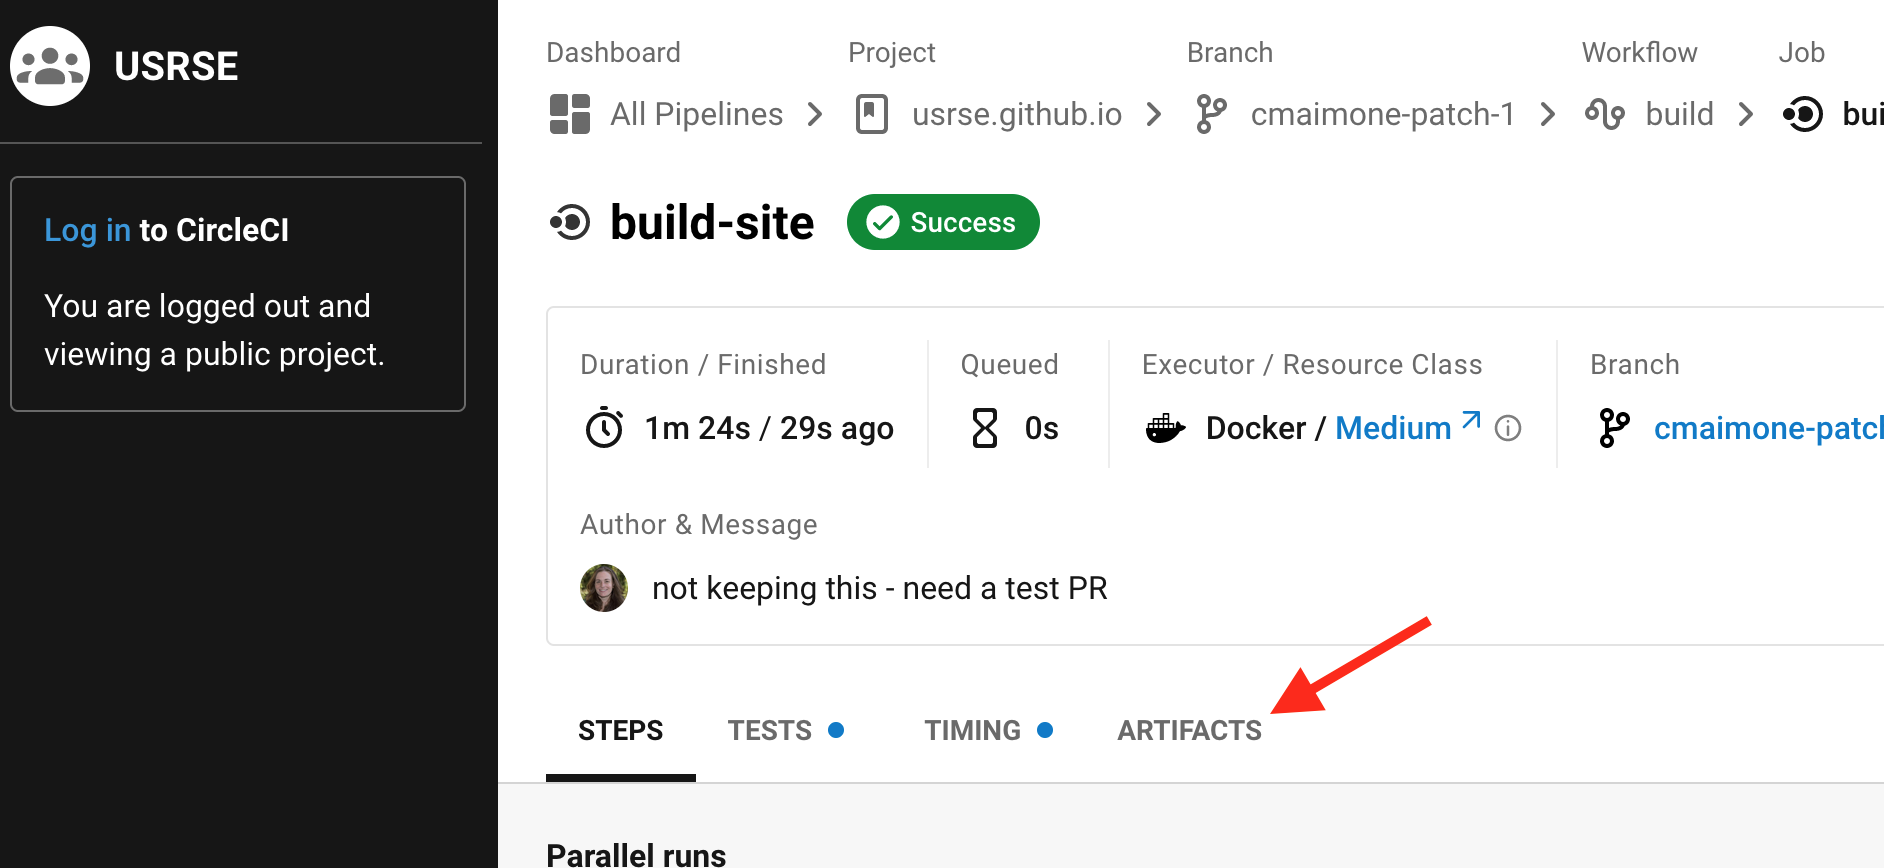 USRSE
Log in to CircleCI
You are logged out and
viewing a public project.
Dashboard Project Branch Workflow Job
All Pipelines usrse.github.io cmaimone-patch-1 build bui
build-site Success
Duration / Finished Queued Executor / Resource Class Branch
1m 24s / 29s ago 0s Docker / Medium cmaimone-patch
Author & Message
not keeping this - need a test PR
STEPS TESTS TIMING ARTIFACTS
Parallel runs